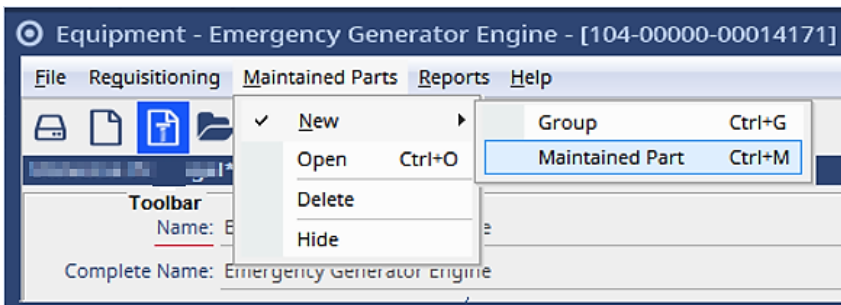 Equipment - Emergency Generator Engine - [104-00000-00014171]
File Requisitioning Maintained Parts Reports Help
New
Group Ctrl+G
Open Ctrl+O
Maintained Part Ctrl+M
Delete
Hide
Toolbar
Name: E
Complete Name: Emergency Generator Engine